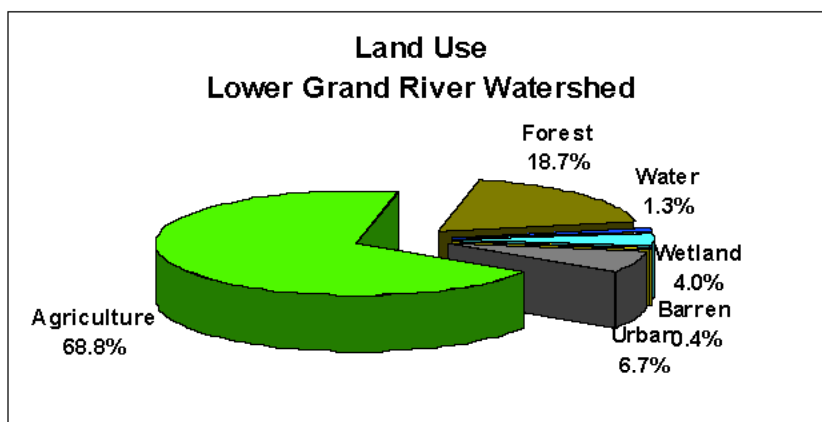 Land Use
Lower Grand River Watershed
Forest
18.7%
Water
1.3%
Wetland
4.0%
Barren
0.4%
Urban
6.7%
Agriculture
68.8%